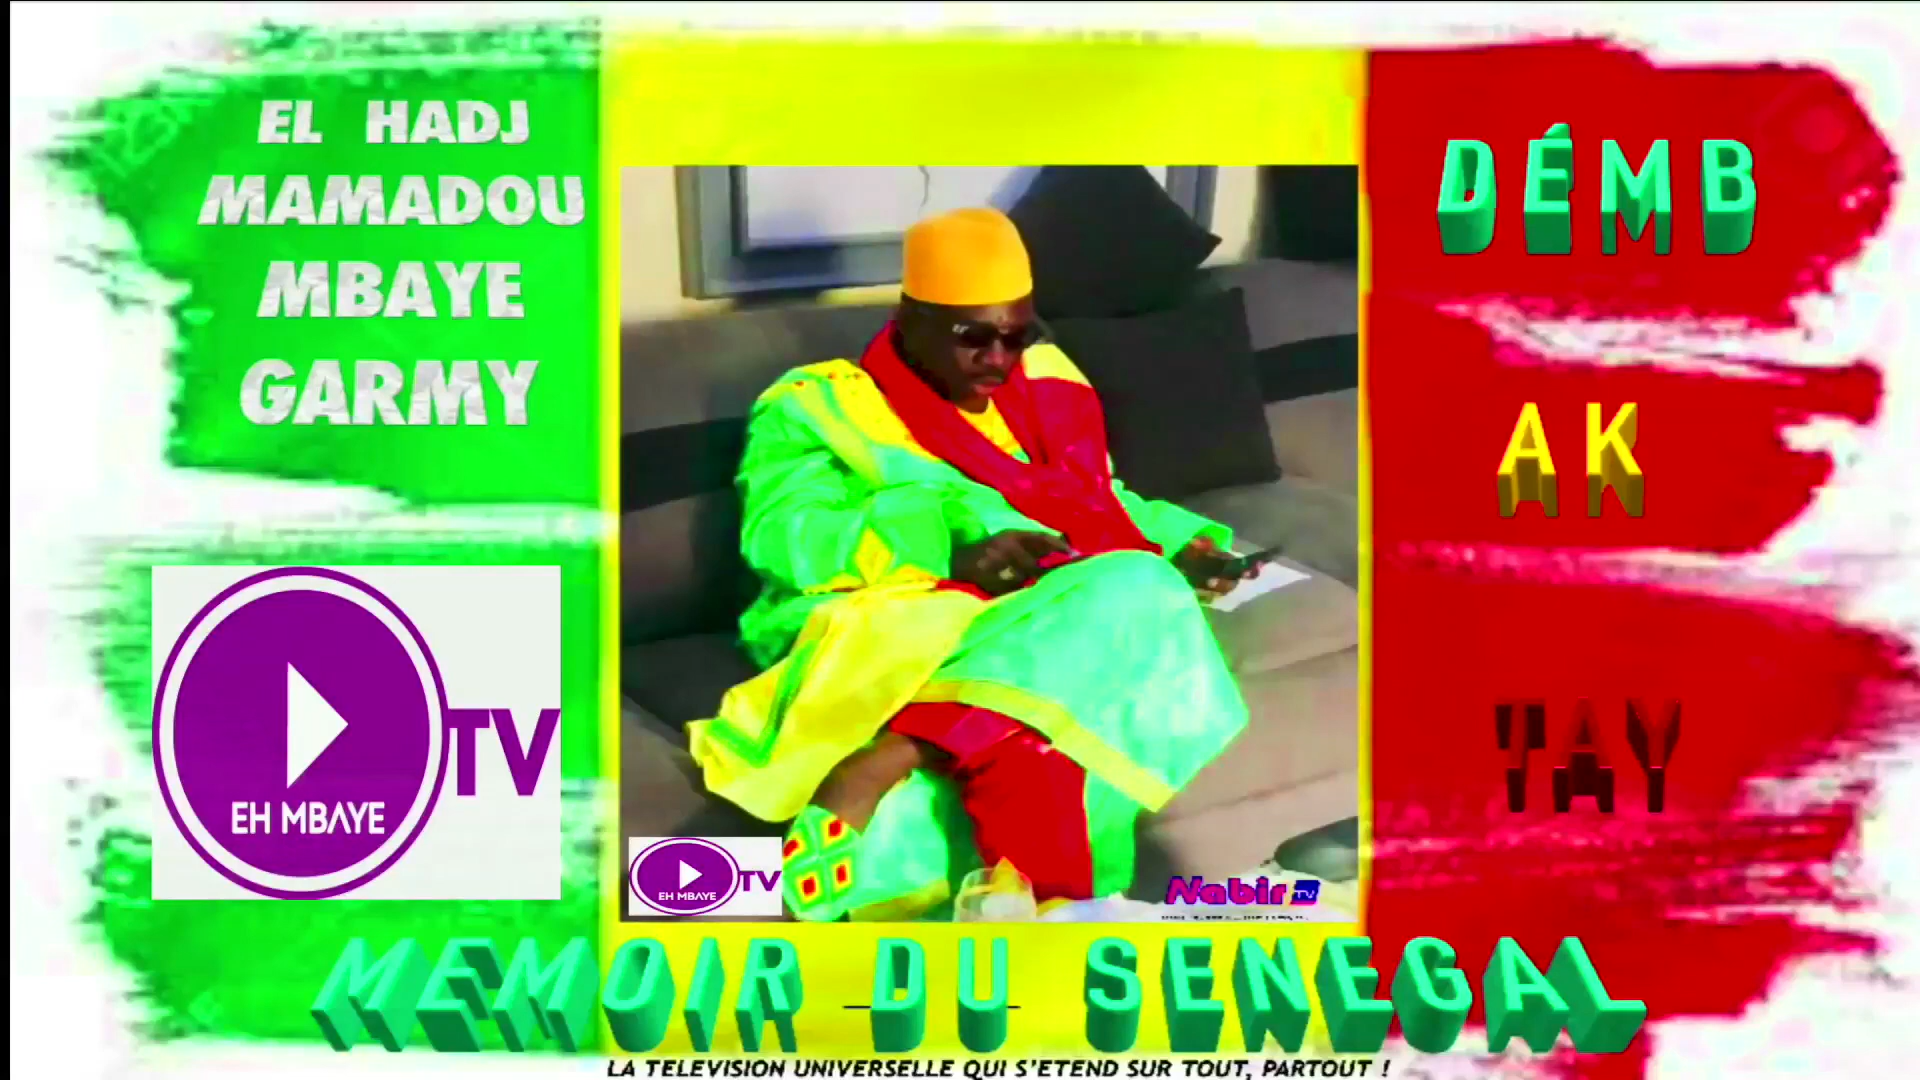 EL HADJ
MAMADOU
MBAYE
GARMY
DÉMB
AK
TAY
EH MBAYE
TV
EH MBAYE
TV
Nabir TV
MEMOIR DU SENEGAL
LA TELEVISION UNIVERSELLE QUI S'ETEND SUR TOUT, PARTOUT !